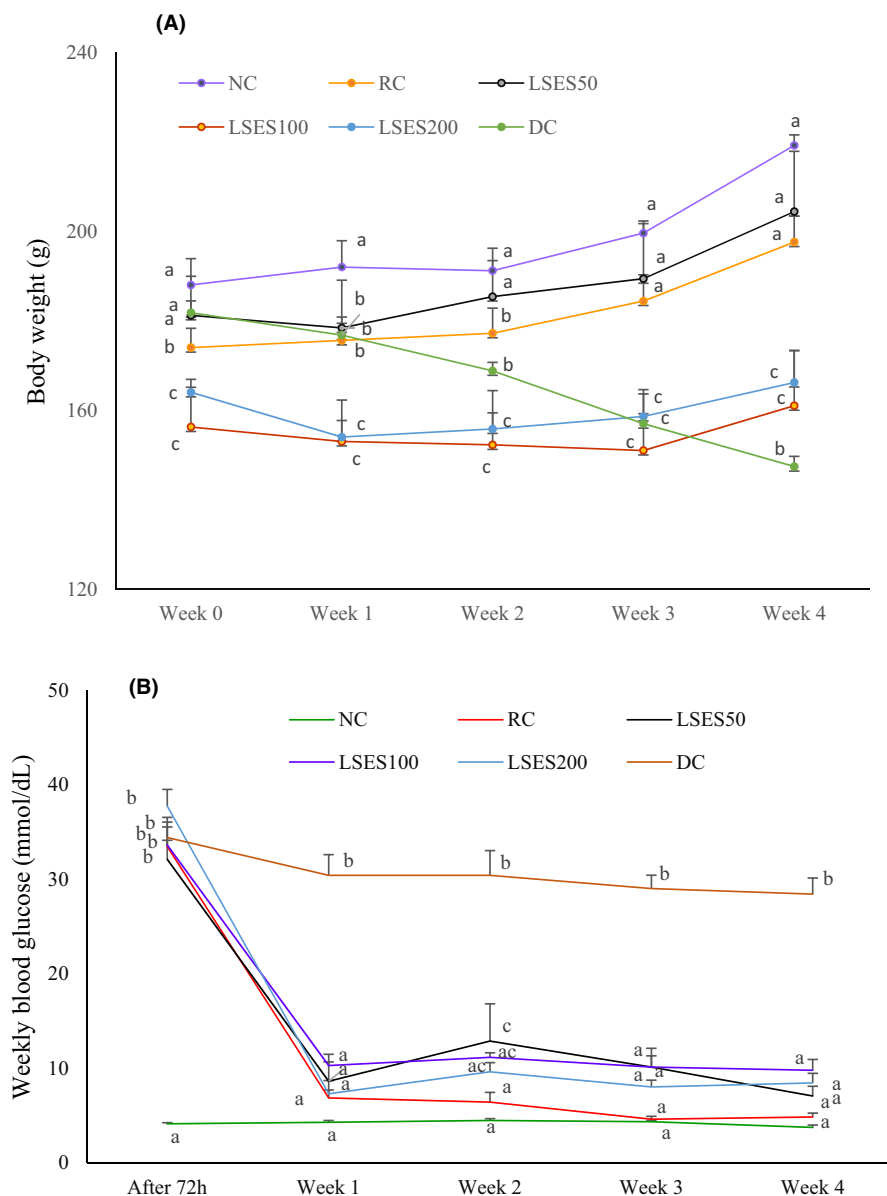 (A)
240
NC RC LSES50
LSES100 LSES200 DC
a
a
a
a
a
a
a
a
a
200
a
a
a
b
b
b
b
b
b
Body weight (g)
c
c
c
c
160
c
c
c
c
c
c
b
120
Week 0 Week 1 Week 2 Week 3 Week 4
(B)
50
NC RC LSES50
LSES100 LSES200 DC
40
b
b
b b
b
b
b
b
b
30
Weekly blood glucose (mmol/dL)
20
c
a
a
ac
a
a
10
a
a
ac
a
a
a
a
a
a
a
a
a
a
a
a
0
After 72h Week 1 Week 2 Week 3 Week 4